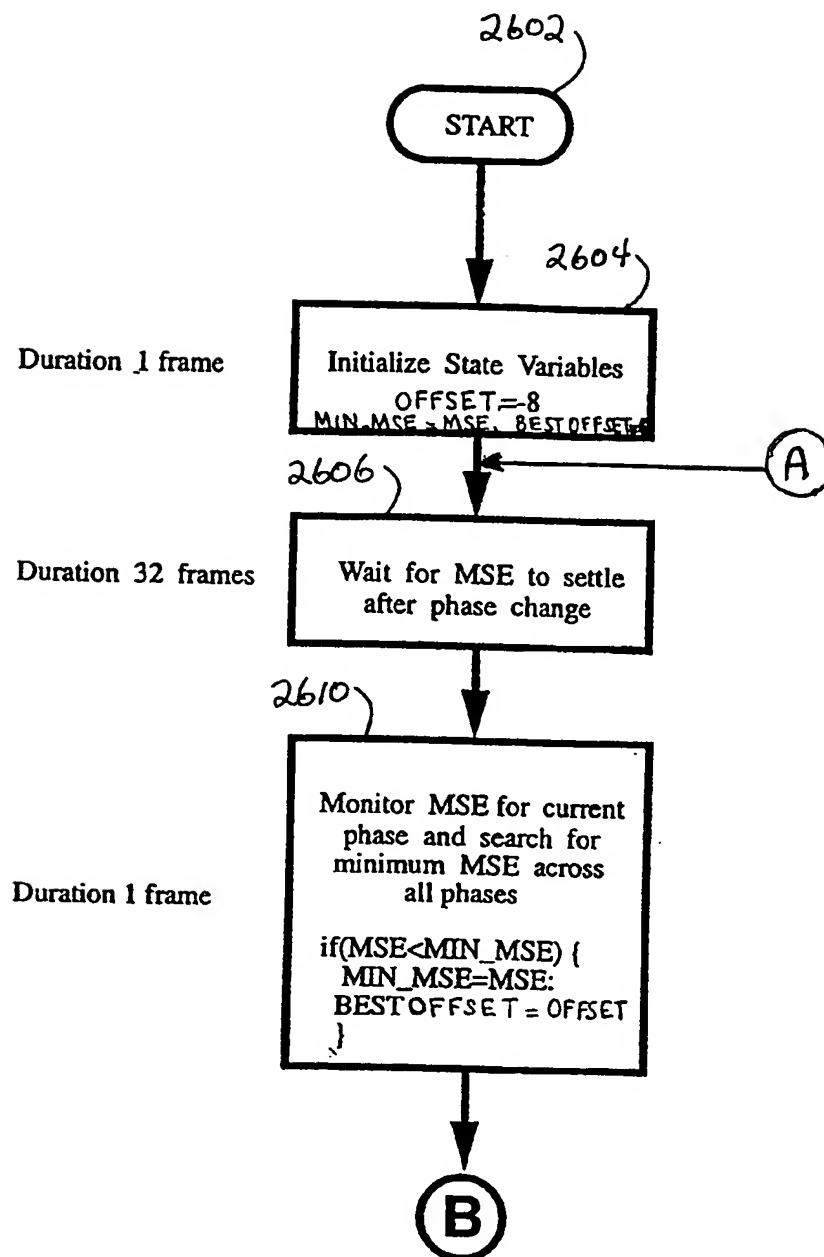 2602
START
2604
Duration 1 frame
Initialize State Variables
OFFSET=-8
MIN_MSE = MSE, BESTOFFSET=
A
2606
Duration 32 frames
Wait for MSE to settle
after phase change
2610
Duration 1 frame
Monitor MSE for current
phase and search for
minimum MSE across
all phases
if(MSE<MIN_MSE) {
MIN_MSE=MSE:
BESTOFFSET = OFFSET
}
B